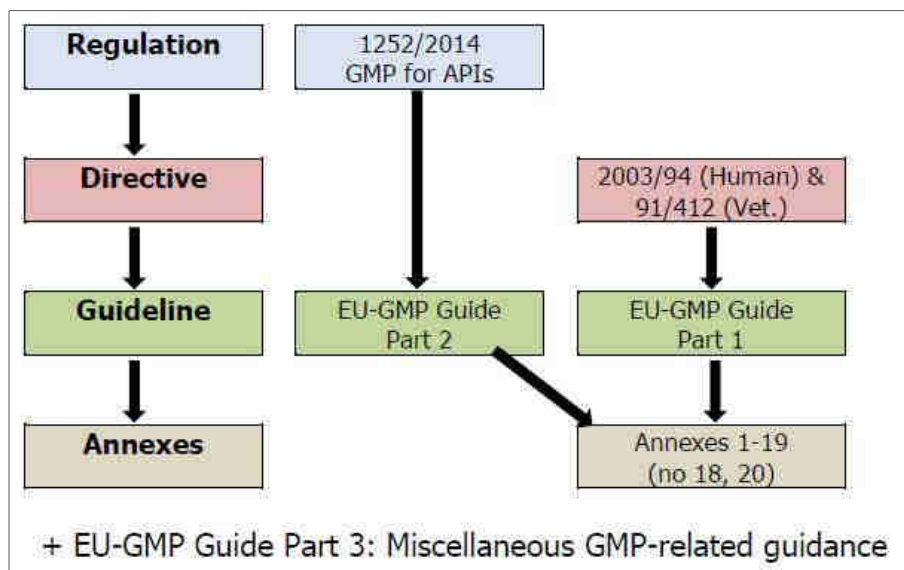 Regulation
1252/2014
GMP for APIs
Directive
2003/94 (Human) &
91/412 (Vet.)
Guideline
EU-GMP Guide
Part 2
EU-GMP Guide
Part 1
Annexes
Annexes 1-19
(no 18, 20)
+ EU-GMP Guide Part 3: Miscellaneous GMP-related guidance